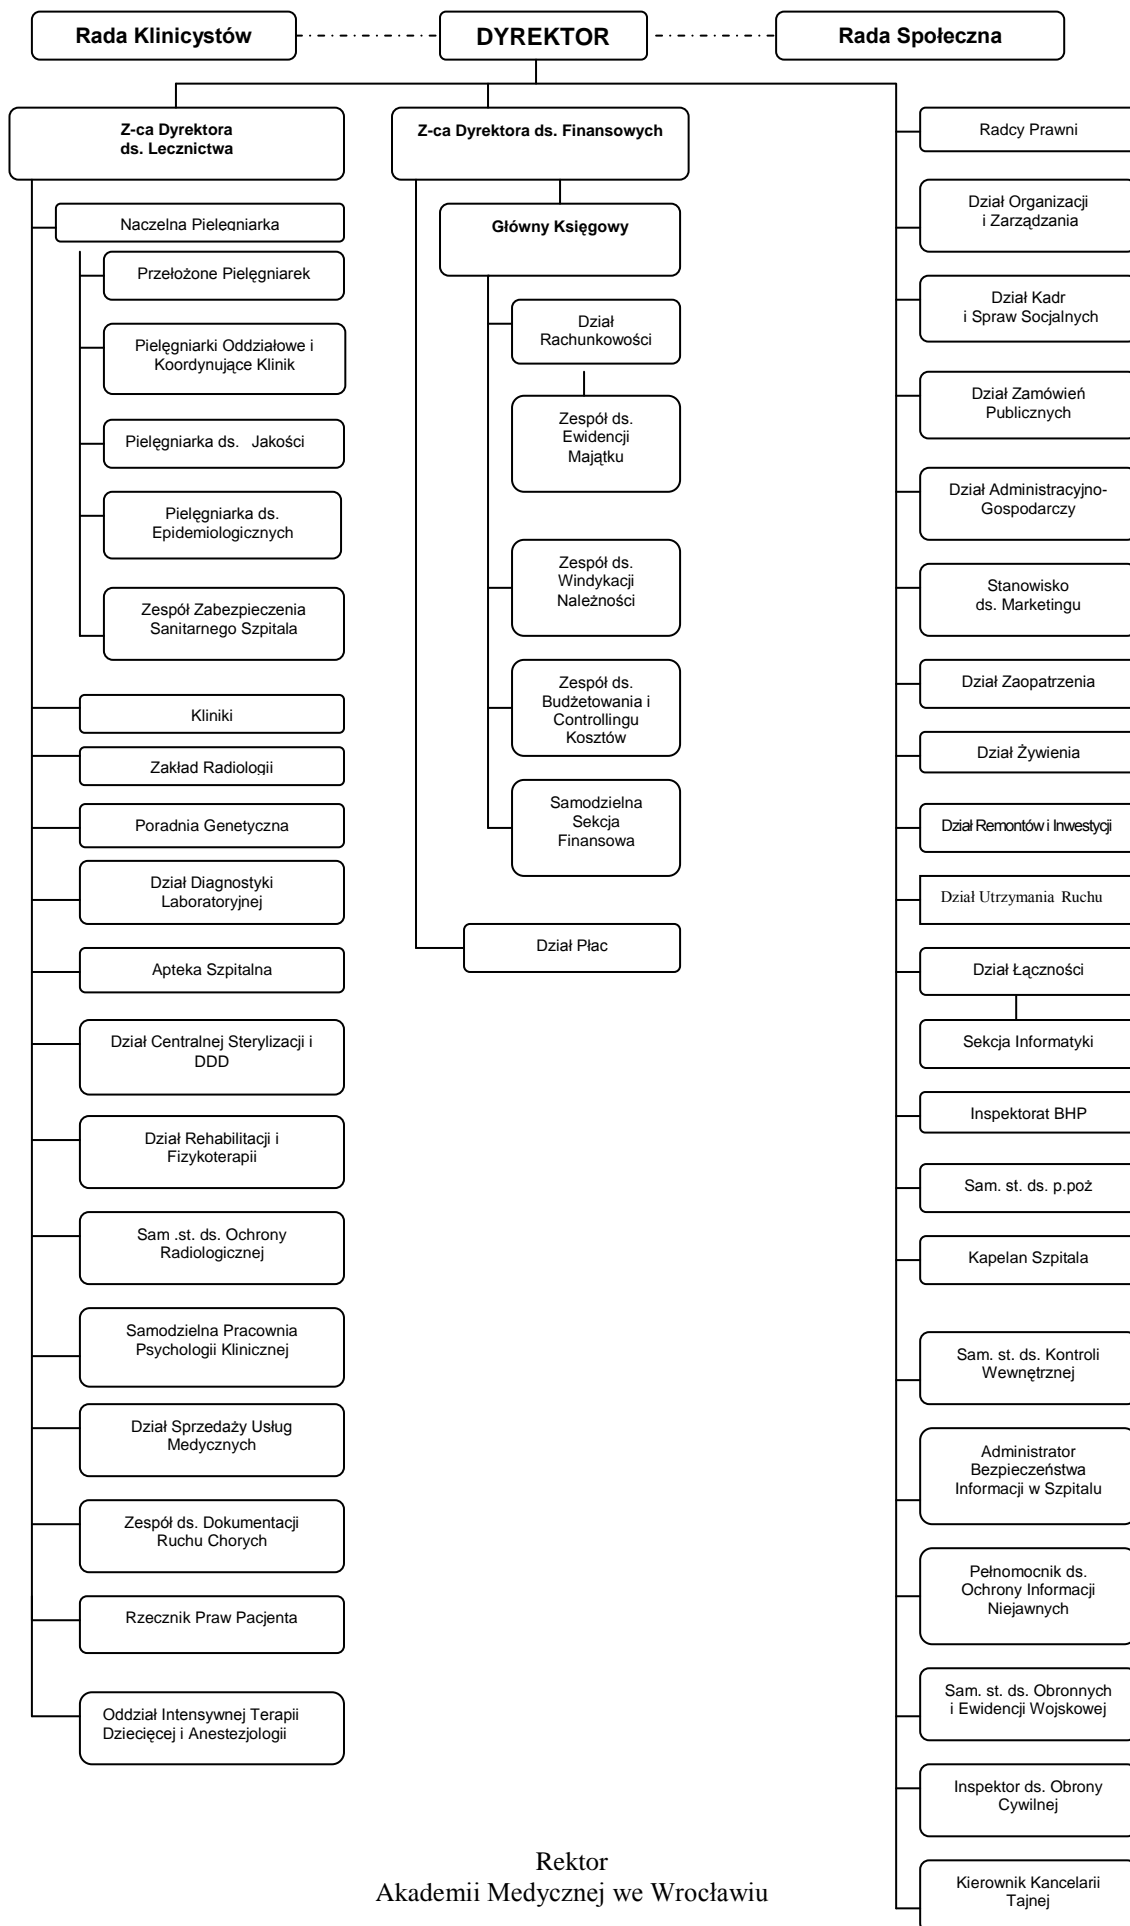 Rada Klinicystów
DYREKTOR
Rada Społeczna
Z-ca Dyrektora
ds. Lecznictwa
Naczelna Pielęgniarka
Przełożone Pielęgniarek
Pielęgniarki Oddziałowe i
Koordynujące Klinik
Pielęgniarka ds. Jakości
Pielęgniarka ds.
Epidemiologicznych
Zespół Zabezpieczenia
Sanitarnego Szpitala
Kliniki
Zakład Radiologii
Poradnia Genetyczna
Dział Diagnostyki
Laboratoryjnej
Apteka Szpitalna
Dział Centralnej Sterylizacji i
DDD
Dział Rehabilitacji i
Fizykoterapii
Sam .st. ds. Ochrony
Radiologicznej
Samodzielna Pracownia
Psychologii Klinicznej
Dział Sprzedaży Usług
Medycznych
Zespół ds. Dokumentacji
Ruchu Chorych
Rzecznik Praw Pacjenta
Oddział Intensywnej Terapii
Dziecięcej i Anestezjologii
Z-ca Dyrektora ds. Finansowych
Główny Księgowy
Dział
Rachunkowości
Zespół ds.
Ewidencji
Majątku
Zespół ds.
Windykacji
Należności
Zespół ds.
Budżetowania i
Controllingu
Kosztów
Samodzielna
Sekcja
Finansowa
Dział Płac
Radcy Prawni
Dział Organizacji
i Zarządzania
Dział Kadr
i Spraw Socjalnych
Dział Zamówień
Publicznych
Dział Administracyjno-
Gospodarczy
Stanowisko
ds. Marketingu
Dział Zaopatrzenia
Dział Żywienia
Dział Remontów i Inwestycji
Dział Utrzymania Ruchu
Dział Łączności
Sekcja Informatyki
Inspektorat BHP
Sam. st. ds. p.poż
Kapelan Szpitala
Sam. st. ds. Kontroli
Wewnętrznej
Administrator
Bezpieczeństwa
Informacji w Szpitalu
Pełnomocnik ds.
Ochrony Informacji
Niejawnych
Sam. st. ds. Obronnych
i Ewidencji Wojskowej
Inspektor ds. Obrony
Cywilnej
Kierownik Kancelarii
Tajnej
Rektor
Akademii Medycznej we Wrocławiu